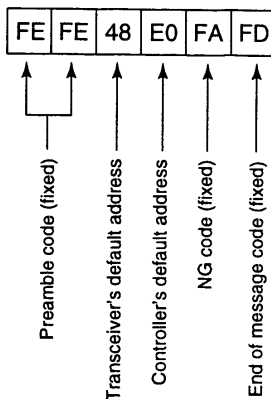 FE FE 48 E0 FA FD
Preamble code (fixed)
Transceiver's default address
Controller's default address
NG code (fixed)
End of message code (fixed)